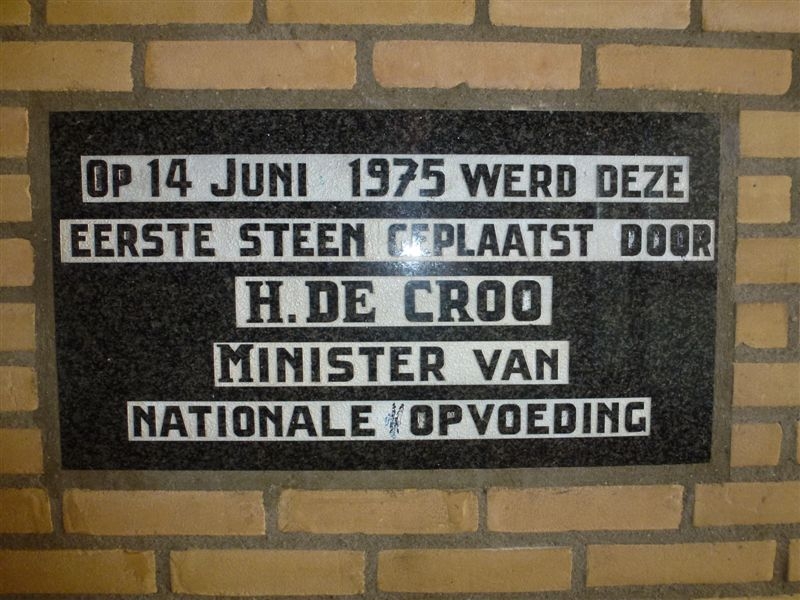 Op 14 Juni 1975 WERD DEZE
EERSTE STEEN GEPLAATST DOOR
H. DE CROO
MINISTER VAN
NATIONALE OPVOEDING